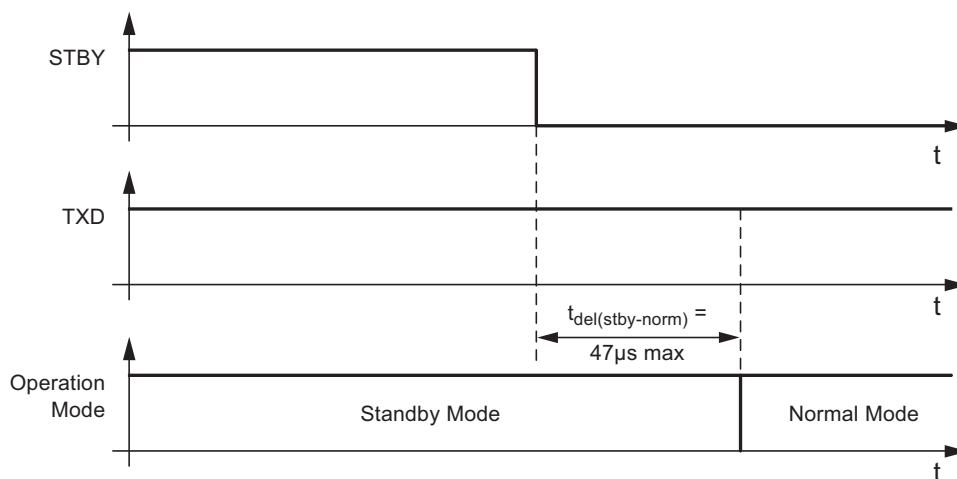 STBY
t
TXD
t
tdel(stby-norm) =
47µs max
Operation
Mode
Standby Mode
Normal Mode
t